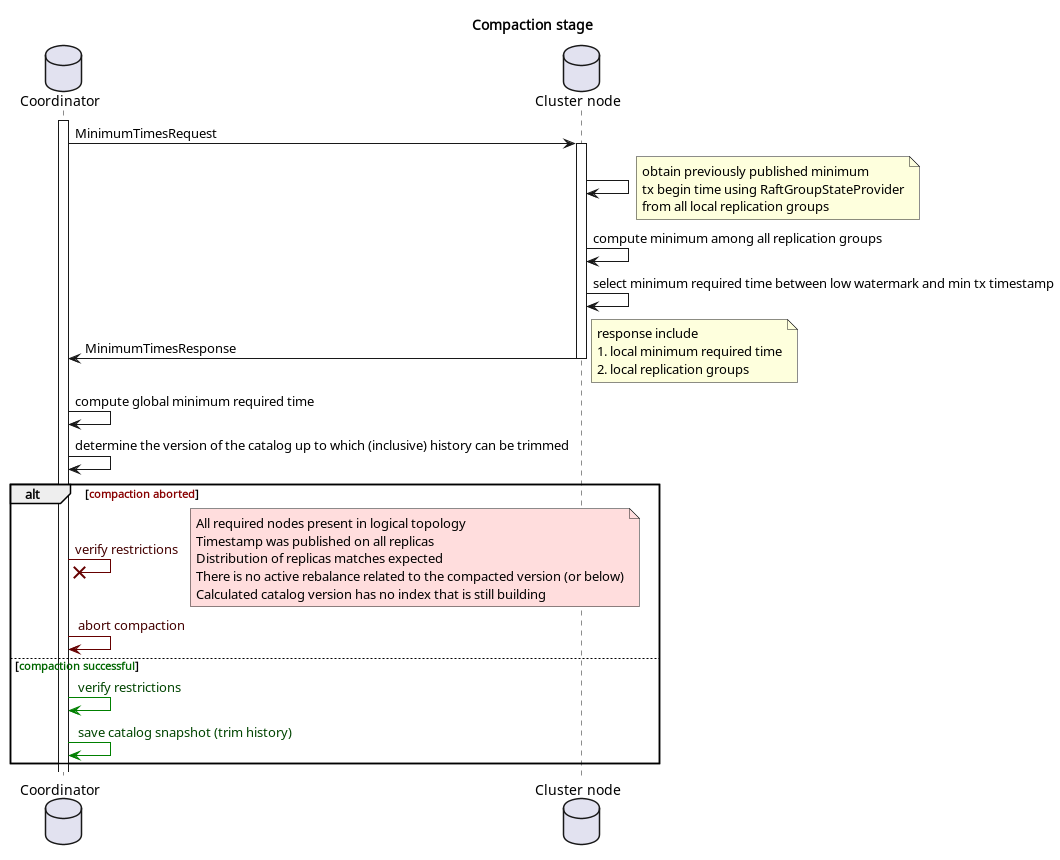 Compaction stage
Coordinator
Cluster node
MinimumTimesRequest
obtain previously published minimum
tx begin time using RaftGroupStateProvider
from all local replication groups
compute minimum among all replication groups
select minimum required time between low watermark and min tx timestamp
response include
1. local minimum required time
2. local replication groups
MinimumTimesResponse
compute global minimum required time
determine the version of the catalog up to which (inclusive) history can be trimmed
alt
[compaction aborted]
All required nodes present in logical topology
Timestamp was published on all replicas
Distribution of replicas matches expected
There is no active rebalance related to the compacted version (or below)
Calculated catalog version has no index that is still building
verify restrictions
abort compaction
[compaction successful]
verify restrictions
save catalog snapshot (trim history)
Coordinator
Cluster node